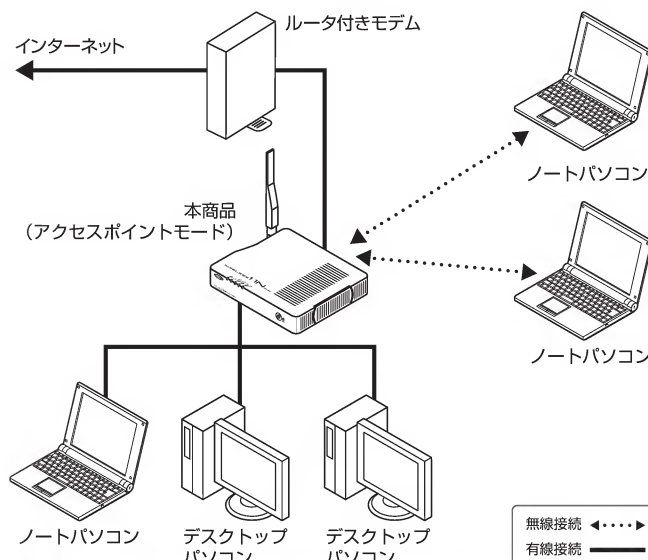 ルータ付きモデム
インターネット
本商品
(アクセスポイントモード)
ノートパソコン
ノートパソコン
ノートパソコン
デスクトップ
パソコン
デスクトップ
パソコン
無線接続
有線接続